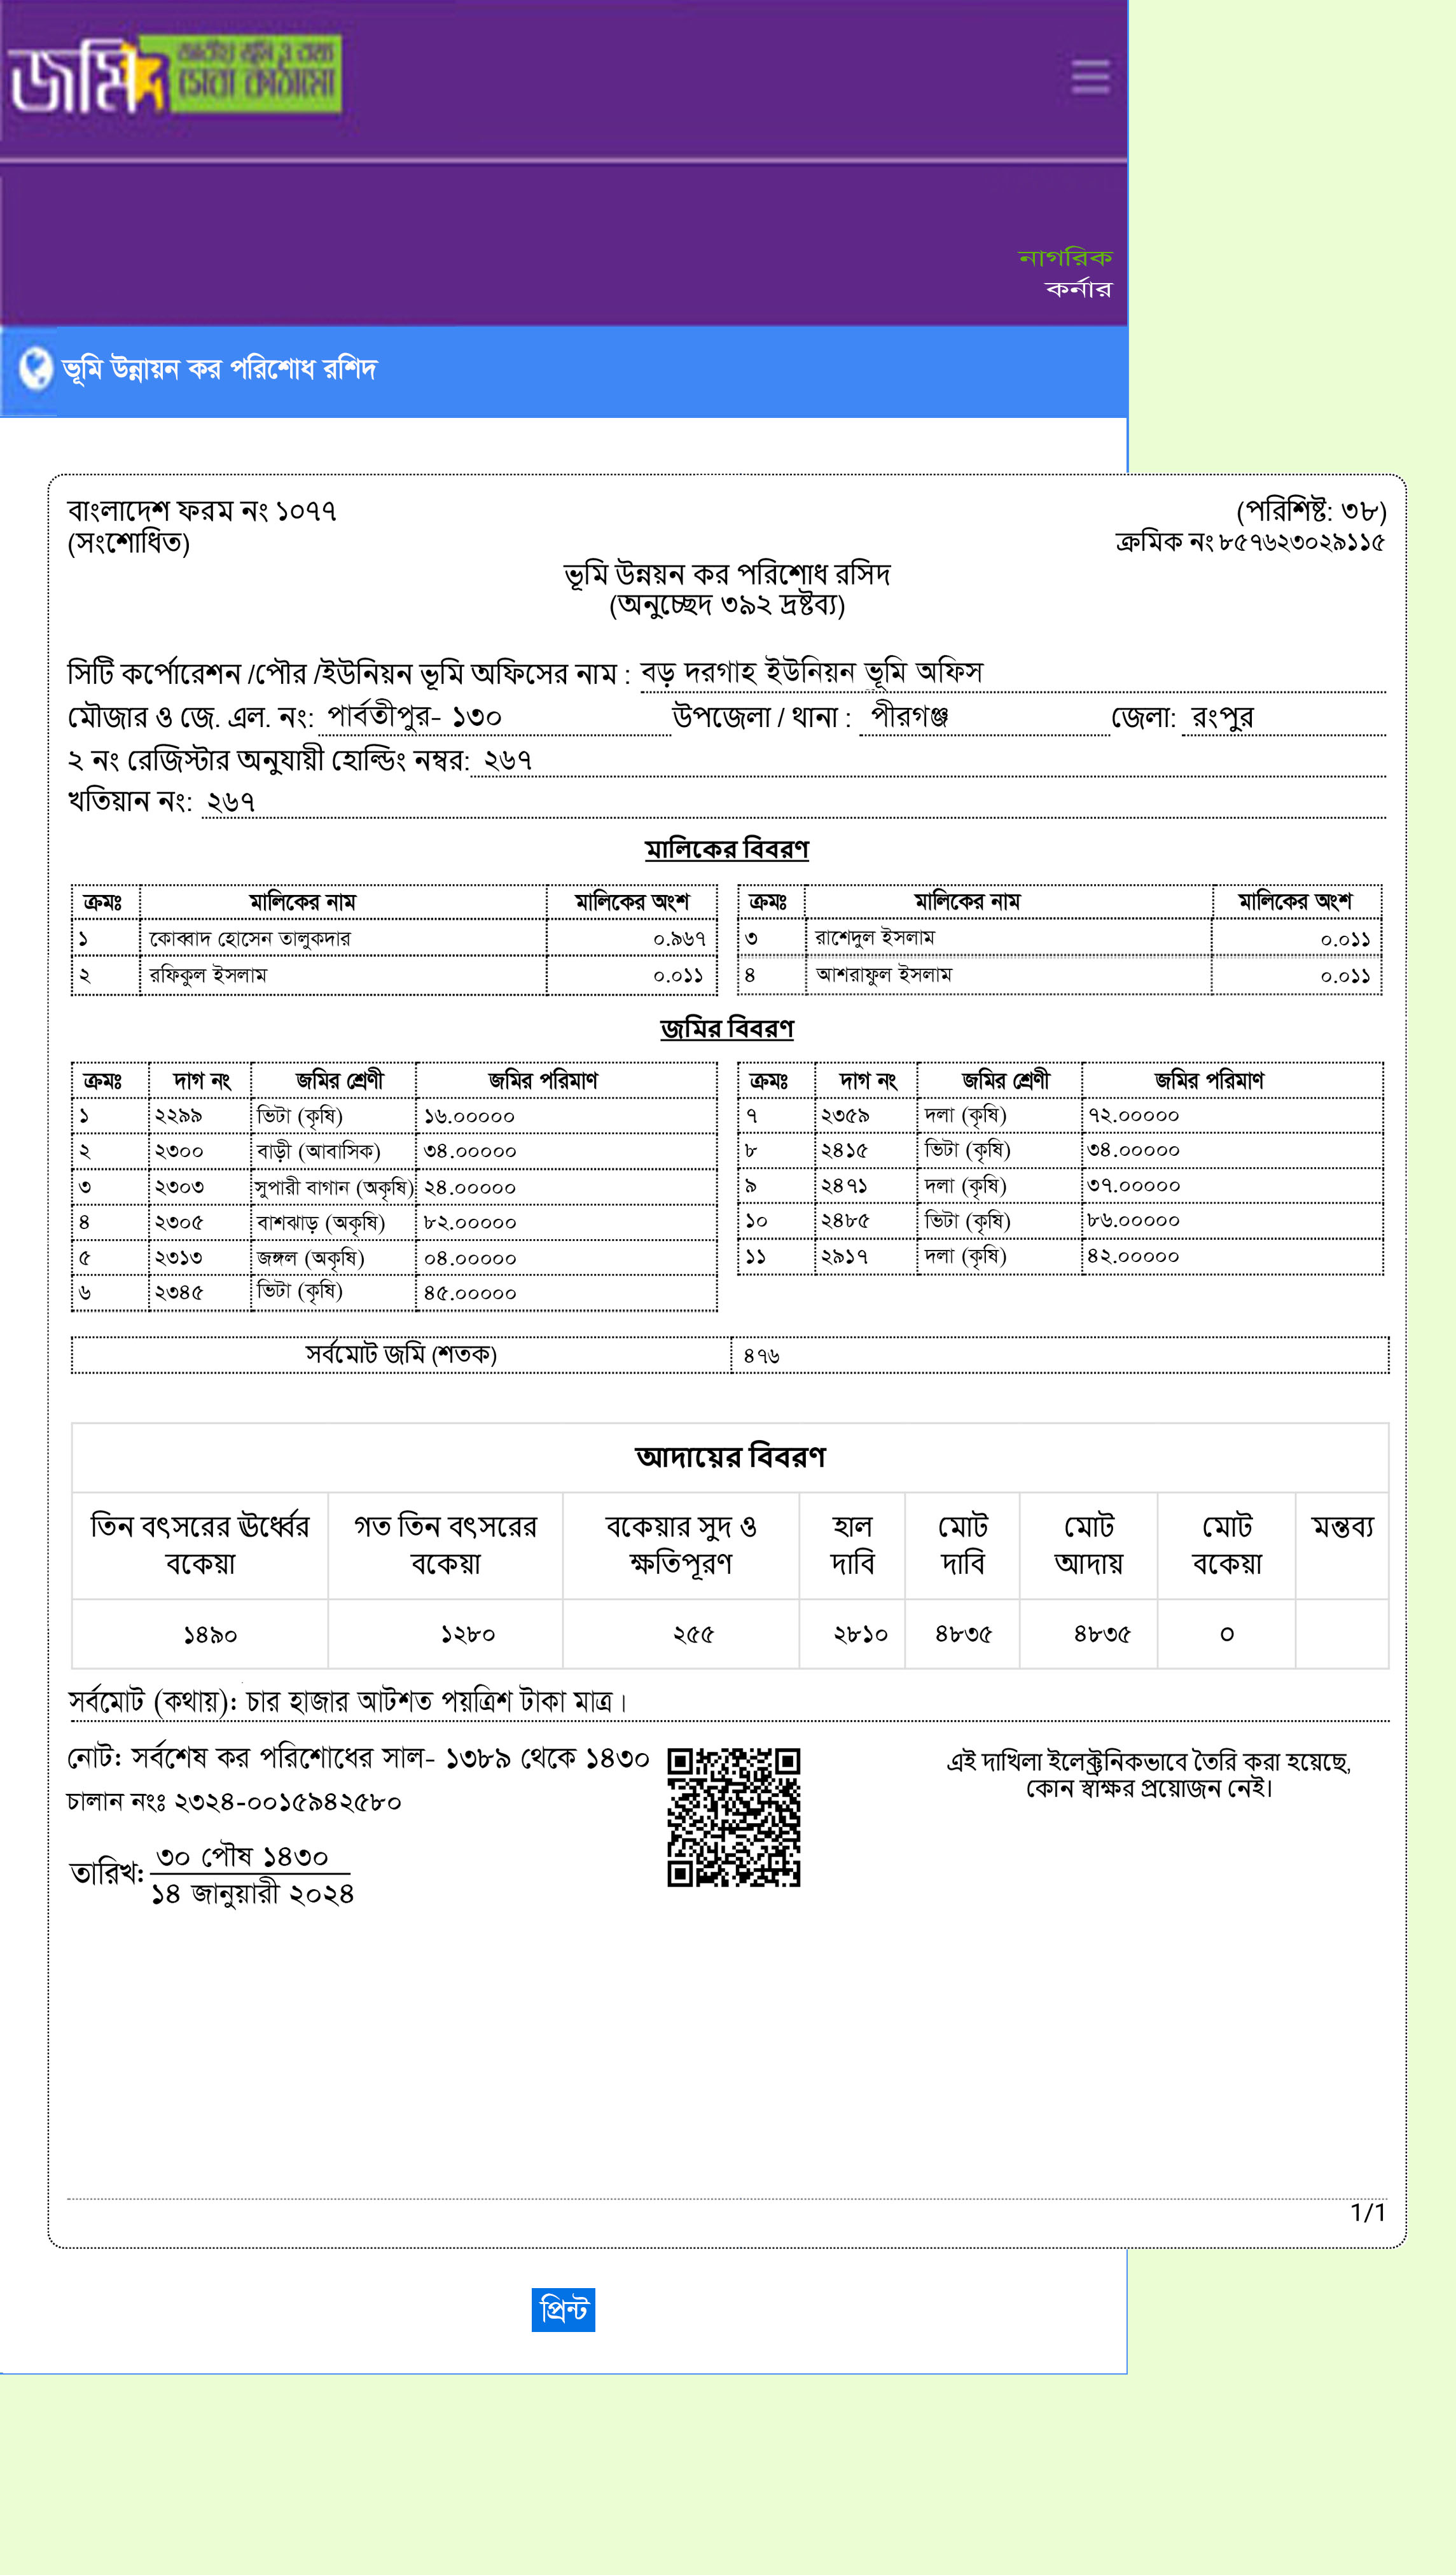 জমি
জাতীয় ভূমি ও তথ্য
সেবা কাঠামো
নাগরিক
কর্নার
ভূমি উন্নায়ন কর পরিশোধ রশিদ
বাংলাদেশ ফরম নং ১০৭৭
(পরিশিষ্ট: ৩৮)
(সংশোধিত)
ক্রমিক নং ৮৫৭৬২৩০২৯১১৫
ভূমি উন্নয়ন কর পরিশোধ রসিদ
(অনুচ্ছেদ ৩৯২ দ্রষ্টব্য)
সিটি কর্পোরেশন /পৌর /ইউনিয়ন ভূমি অফিসের নাম : বড় দরগাহ ইউনিয়ন ভূমি অফিস
মৌজার ও জে. এল. নং: পার্বতীপুর- ১৩০ উপজেলা / থানা : পীরগঞ্জ জেলা: রংপুর
২ নং রেজিস্টার অনুযায়ী হোল্ডিং নম্বর: ২৬৭
খতিয়ান নং: ২৬৭
মালিকের বিবরণ
ক্রমঃ মালিকের নাম মালিকের অংশ ক্রমঃ মালিকের নাম মালিকের অংশ
১ কোব্বাদ হোসেন তালুকদার ০.৯৬৭ ৩ রাশেদুল ইসলাম ০.০১১
২ রফিকুল ইসলাম ০.০১১ ৪ আশরাফুল ইসলাম ০.০১১
জমির বিবরণ
ক্রমঃ দাগ নং জমির শ্রেণী জমির পরিমাণ ক্রমঃ দাগ নং জমির শ্রেণী জমির পরিমাণ
১ ২২৯৯ ভিটা (কৃষি) ১৬.০০০০০ ৭ ২৩৫৯ দলা (কৃষি) ৭২.০০০০০
২ ২৩০০ বাড়ী (আবাসিক) ৩৪.০০০০০ ৮ ২৪১৫ ভিটা (কৃষি) ৩৪.০০০০০
৩ ২৩০৩ সুপারী বাগান (অকৃষি) ২৪.০০০০০ ৯ ২৪৭১ দলা (কৃষি) ৩৭.০০০০০
৪ ২৩০৫ বাশঝাড় (অকৃষি) ৮২.০০০০০ ১০ ২৪৮৫ ভিটা (কৃষি) ৮৬.০০০০০
৫ ২৩১৩ জঙ্গল (অকৃষি) ০৪.০০০০০ ১১ ২৯১৭ দলা (কৃষি) ৪২.০০০০০
৬ ২৩৪৫ ভিটা (কৃষি) ৪৫.০০০০০
সর্বমোট জমি (শতক) ৪৭৬
আদায়ের বিবরণ
তিন বৎসরের ঊর্ধ্বের বকেয়া গত তিন বৎসরের বকেয়া বকেয়ার সুদ ও ক্ষতিপূরণ হাল দাবি মোট দাবি মোট আদায় মোট বকেয়া মন্তব্য
১৪৯০ ১২৮০ ২৫৫ ২৮১০ ৪৮৩৫ ৪৮৩৫ ০
সর্বমোট (কথায়): চার হাজার আটশত পয়ত্রিশ টাকা মাত্র।
নোট: সর্বশেষ কর পরিশোধের সাল- ১৩৮৯ থেকে ১৪৩০
চালান নংঃ ২৩২৪-০০১৫৯৪২৫৮০
এই দাখিলা ইলেক্ট্রনিকভাবে তৈরি করা হয়েছে,
কোন স্বাক্ষর প্রয়োজন নেই।
তারিখ: ৩০ পৌষ ১৪৩০
১৪ জানুয়ারী ২০২৪
1/1
প্রিন্ট